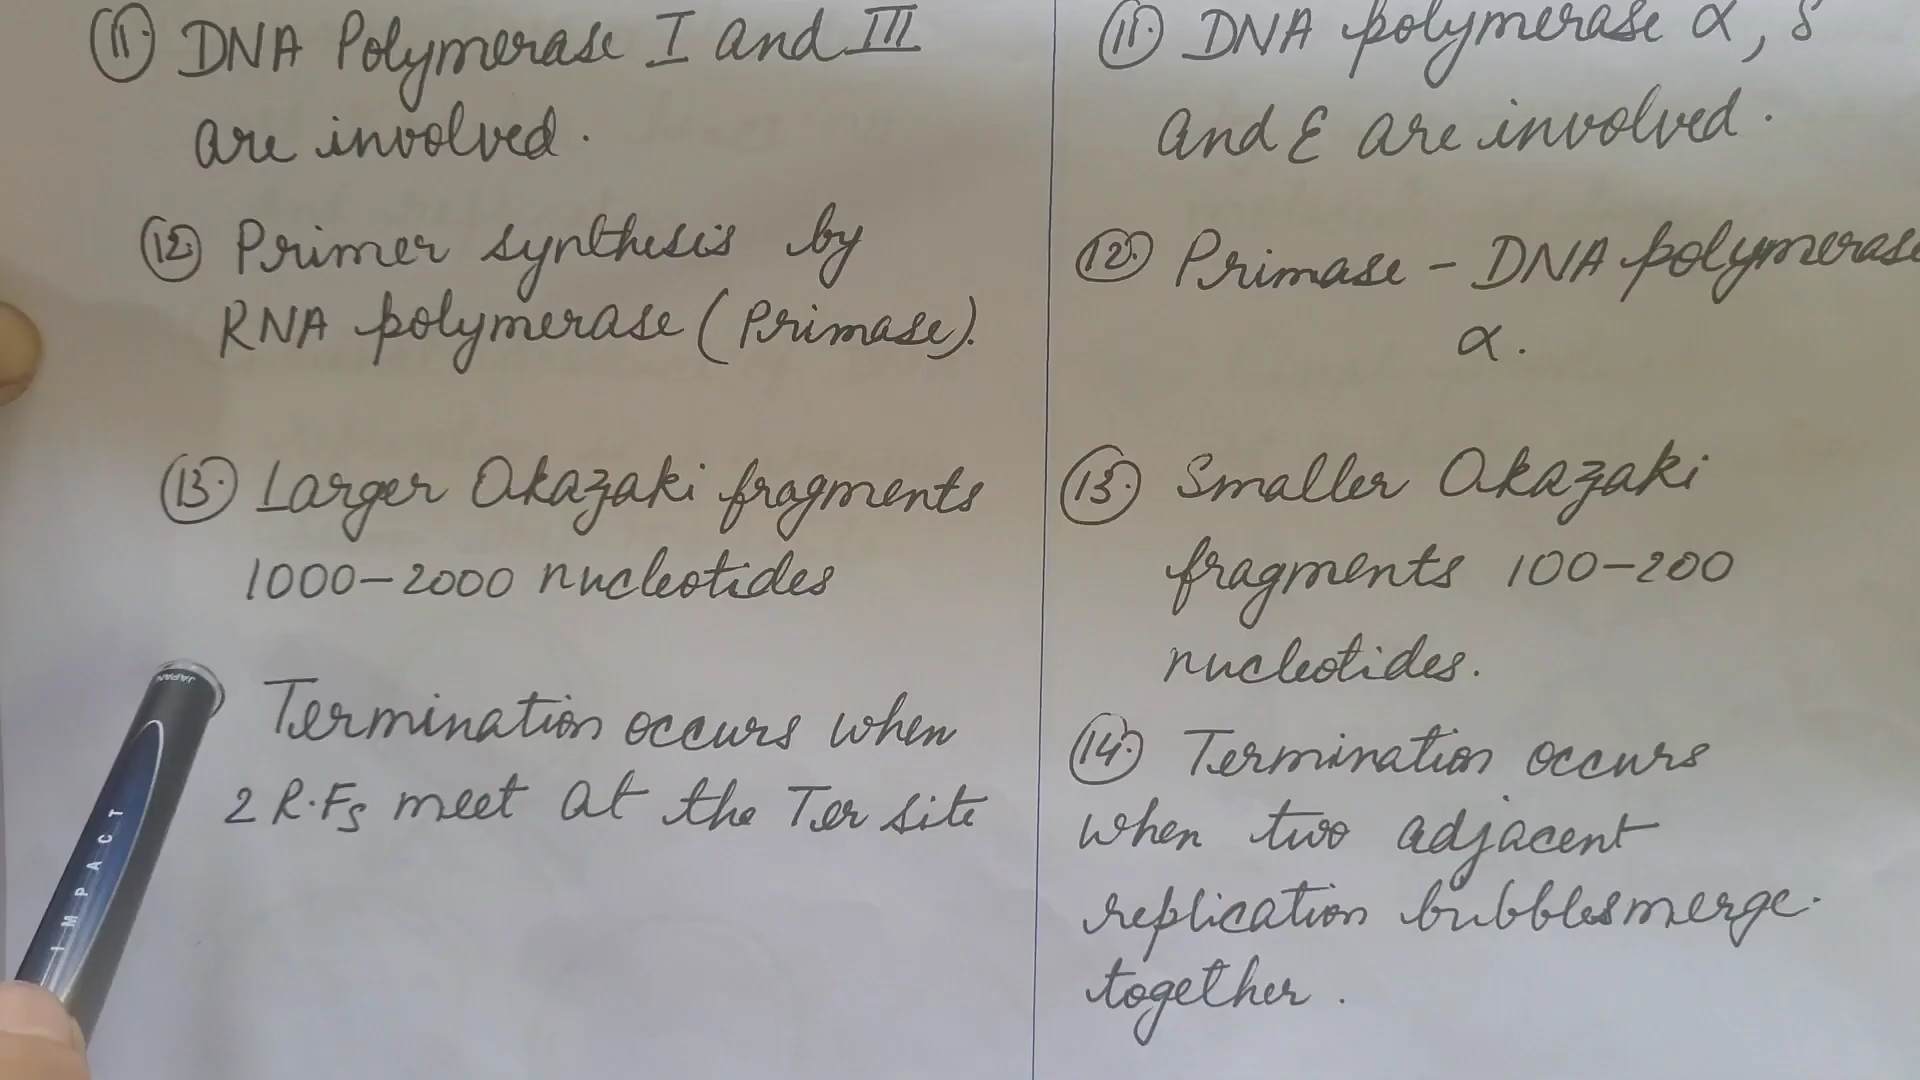 11. DNA Polymerase I and III
are involved.
12. Primer synthesis by
RNA polymerase (Primase).
13. Larger Okazaki fragments
1000-2000 nucleotides
Termination occurs when
2 R.Fs meet at the Ter site
11. DNA polymerase α, δ
and ε are involved.
12. Primase - DNA polymerase
α.
13. Smaller Okazaki
fragments 100-200
nucleotides.
14. Termination occurs
when two adjacent
replication bubbles merge.
together.
JAPAN
IMPACT